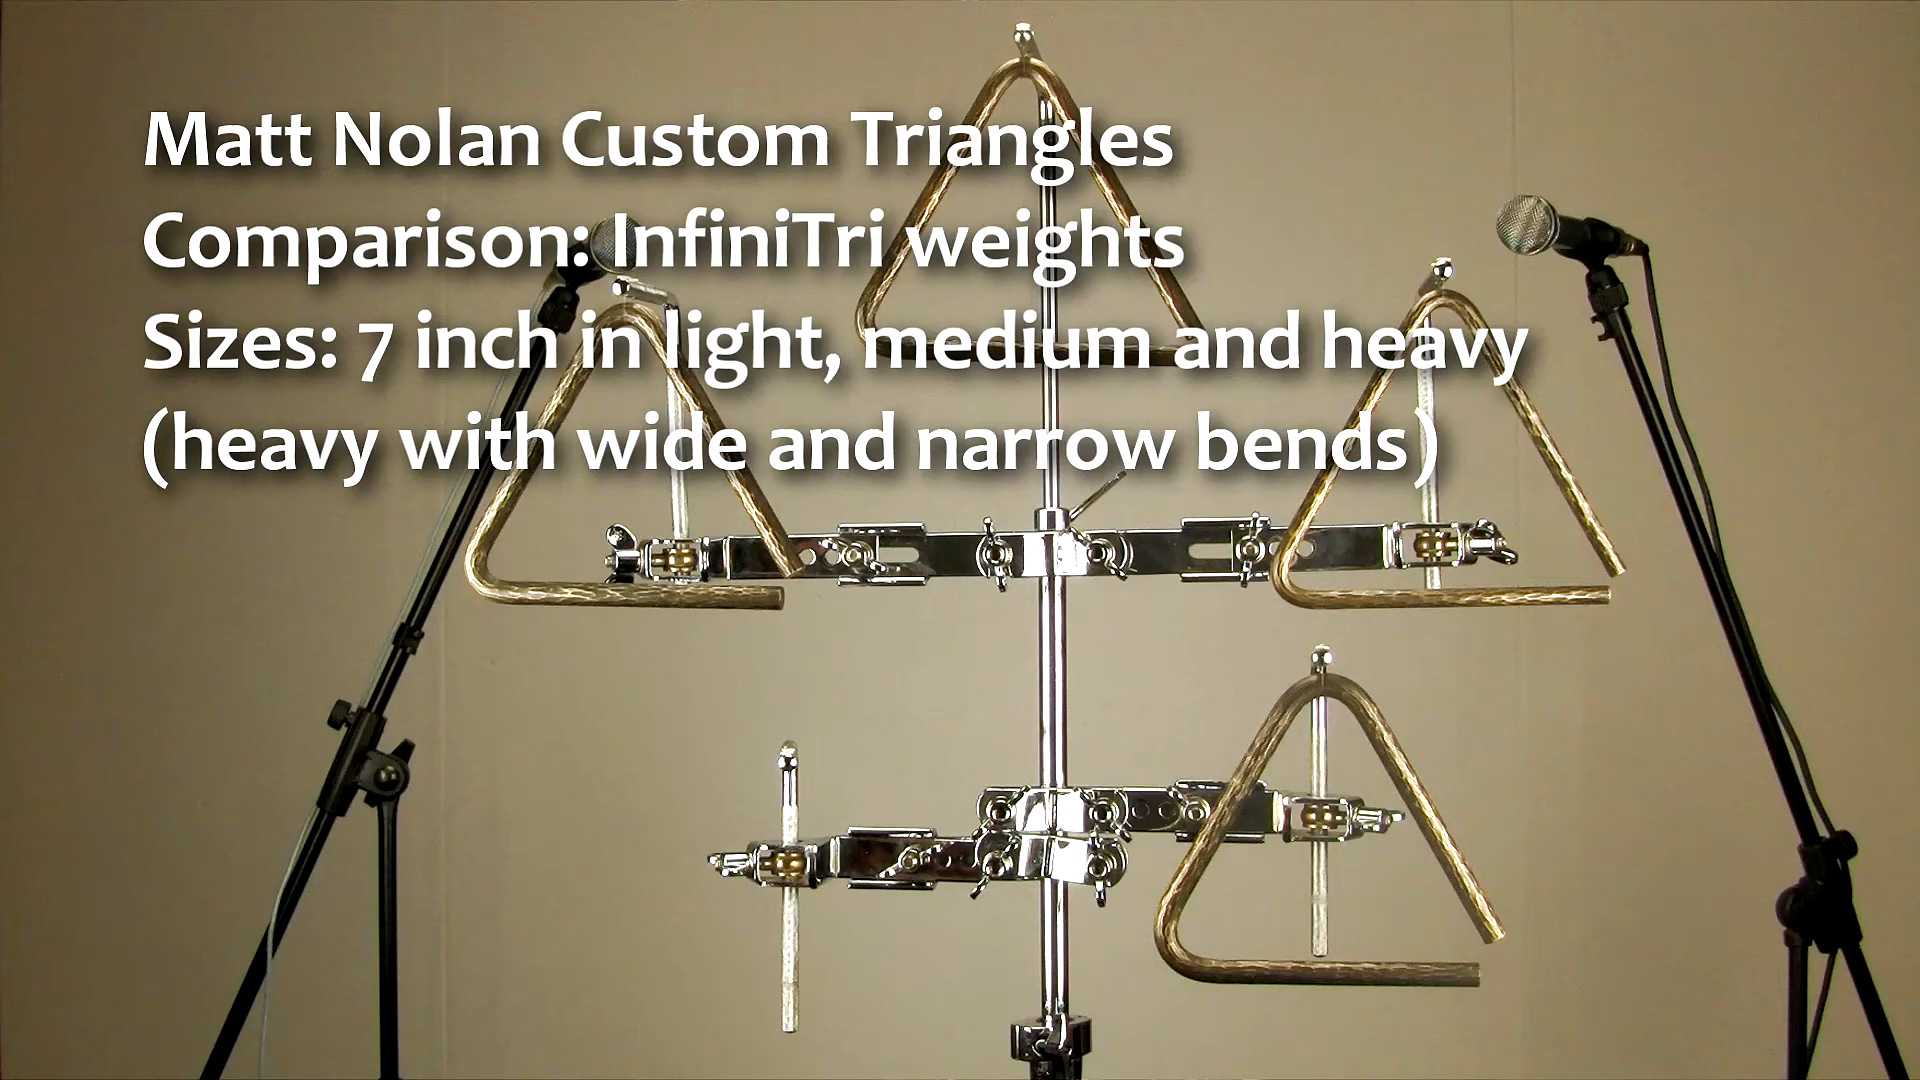 Matt Nolan Custom Triangles
Comparison: InfiniTri weights
Sizes: 7 inch in light, medium and heavy
(heavy with wide and narrow bends)